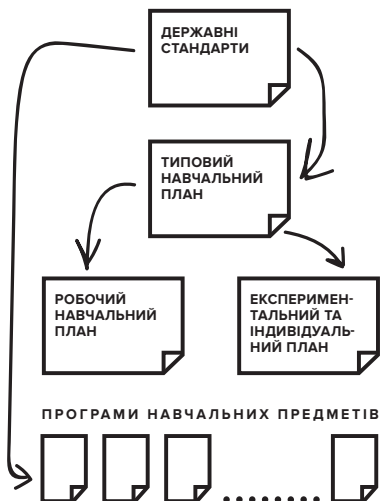 ДЕРЖАВНІ
СТАНДАРТИ
ТИПОВИЙ
НАВЧАЛЬНИЙ
ПЛАН
РОБОЧИЙ
НАВЧАЛЬНИЙ
ПЛАН
ЕКСПЕРИМЕН-
ТАЛЬНИЙ ТА
ІНДИВІДУАЛЬ-
НИЙ ПЛАН
ПРОГРАМИ НАВЧАЛЬНИХ ПРЕДМЕТІВ